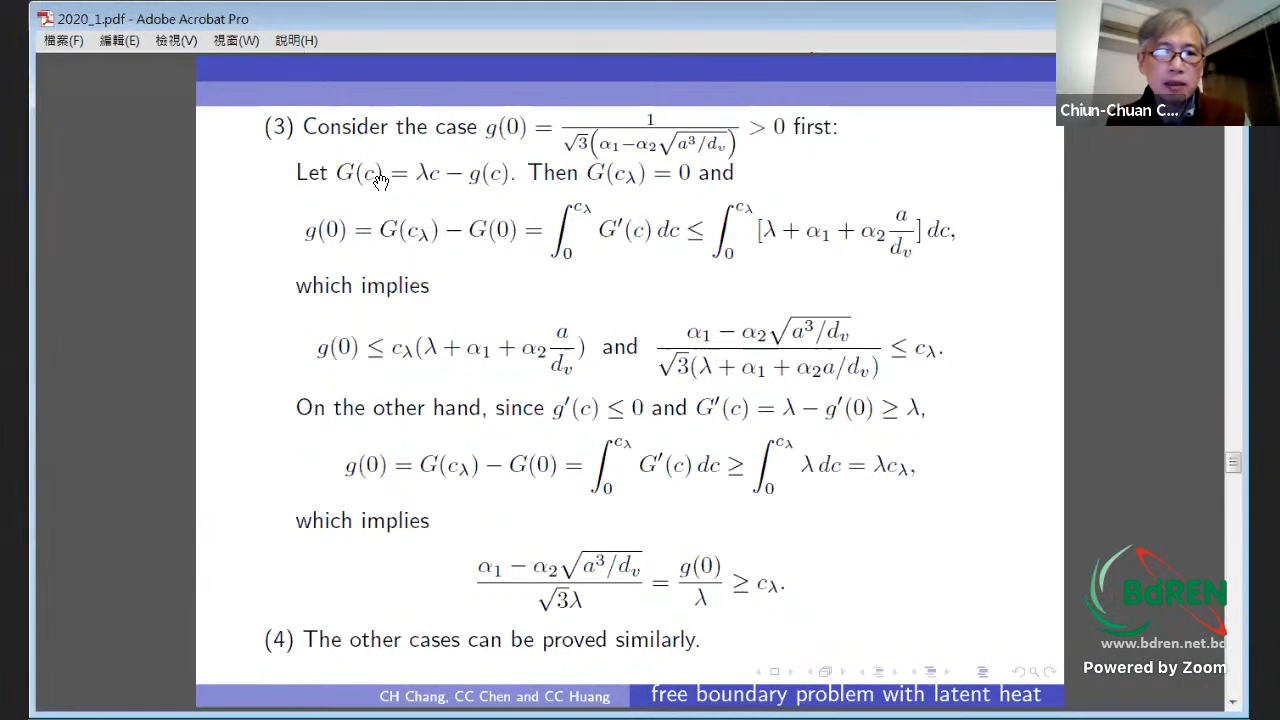 2020_1.pdf - Adobe Acrobat Pro
檔案(F) 編輯(E) 檢視(V) 視窗(W) 說明(H)
Chiun-Chuan C...
(3) Consider the case g(0) = 1 / (√3(α₁−α₂√(a³/d_v))) > 0 first:
Let G(c) = λc − g(c). Then G(c_λ) = 0 and
g(0) = G(c_λ) − G(0) = ∫₀^{c_λ} G′(c) dc ≤ ∫₀^{c_λ} [λ + α₁ + α₂ a/d_v] dc,
which implies
g(0) ≤ c_λ(λ + α₁ + α₂ a/d_v) and (α₁ − α₂√(a³/d_v)) / (√3(λ + α₁ + α₂a/d_v)) ≤ c_λ.
On the other hand, since g′(c) ≤ 0 and G′(c) = λ − g′(0) ≥ λ,
g(0) = G(c_λ) − G(0) = ∫₀^{c_λ} G′(c) dc ≥ ∫₀^{c_λ} λ dc = λc_λ,
which implies
(α₁ − α₂√(a³/d_v)) / (√3λ) = g(0)/λ ≥ c_λ.
(4) The other cases can be proved similarly.
CH Chang, CC Chen and CC Huang free boundary problem with latent heat
BdREN
www.bdren.net.bd
Powered by Zoom